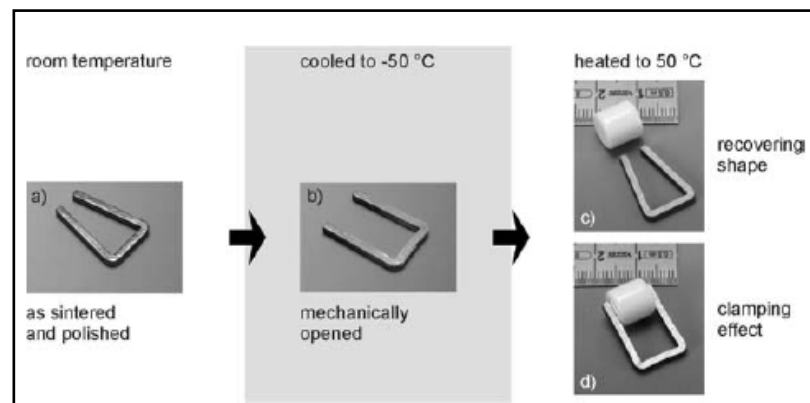 room temperature
cooled to -50 °C
heated to 50 °C
a)
b)
c)
d)
as sintered
and polished
mechanically
opened
recovering
shape
clamping
effect